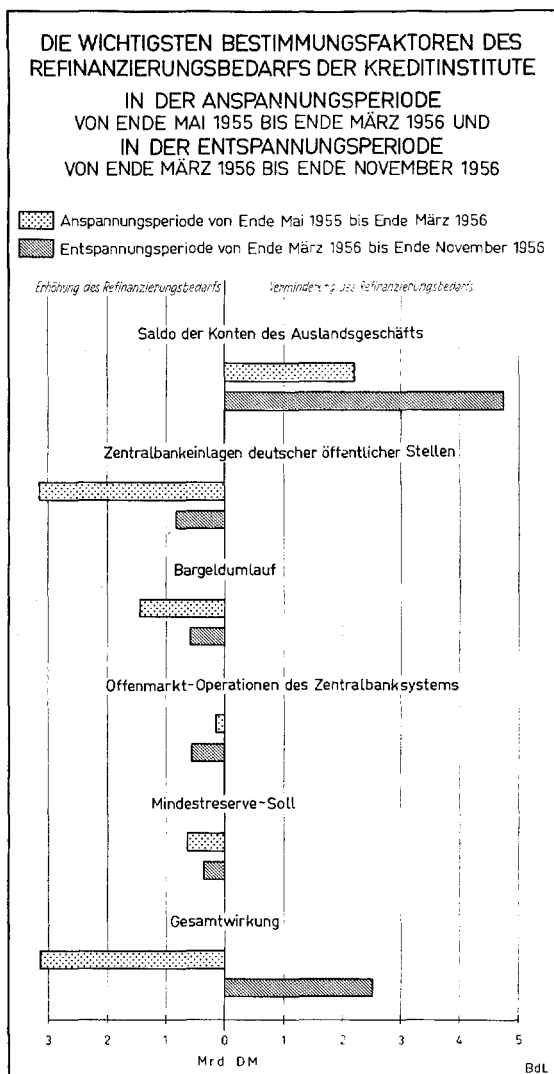 DIE WICHTIGSTEN BESTIMMUNGSFAKTOREN DES
REFINANZIERUNGSBEDARFS DER KREDITINSTITUTE
IN DER ANSPANNUNGSPERIODE
VON ENDE MAI 1955 BIS ENDE MÄRZ 1956 UND
IN DER ENTSPANNUNGSPERIODE
VON ENDE MÄRZ 1956 BIS ENDE NOVEMBER 1956
Anspannungsperiode von Ende Mai 1955 bis Ende März 1956
Entspannungsperiode von Ende März 1956 bis Ende November 1956
Erhöhung des Refinanzierungsbedarfs Verminderung des Refinanzierungsbedarfs
Saldo der Konten des Auslandsgeschäfts
Zentralbankeinlagen deutscher öffentlicher Stellen
Bargeldumlauf
Offenmarkt-Operationen des Zentralbanksystems
Mindestreserve-Soll
Gesamtwirkung
3 2 1 0 1 2 3 4 5
Mrd DM
BdL